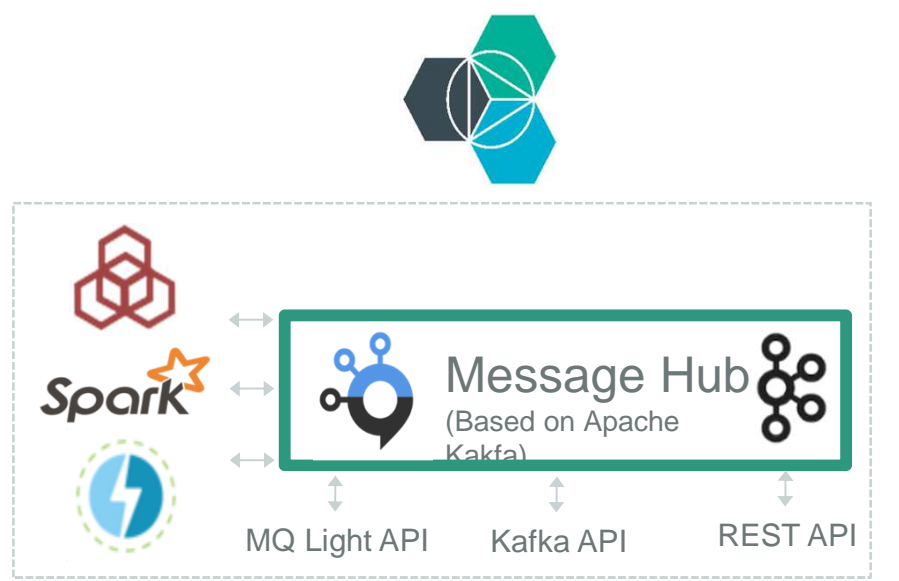 Spark
Message Hub
(Based on Apache
Kakfa)
MQ Light API
Kafka API
REST API